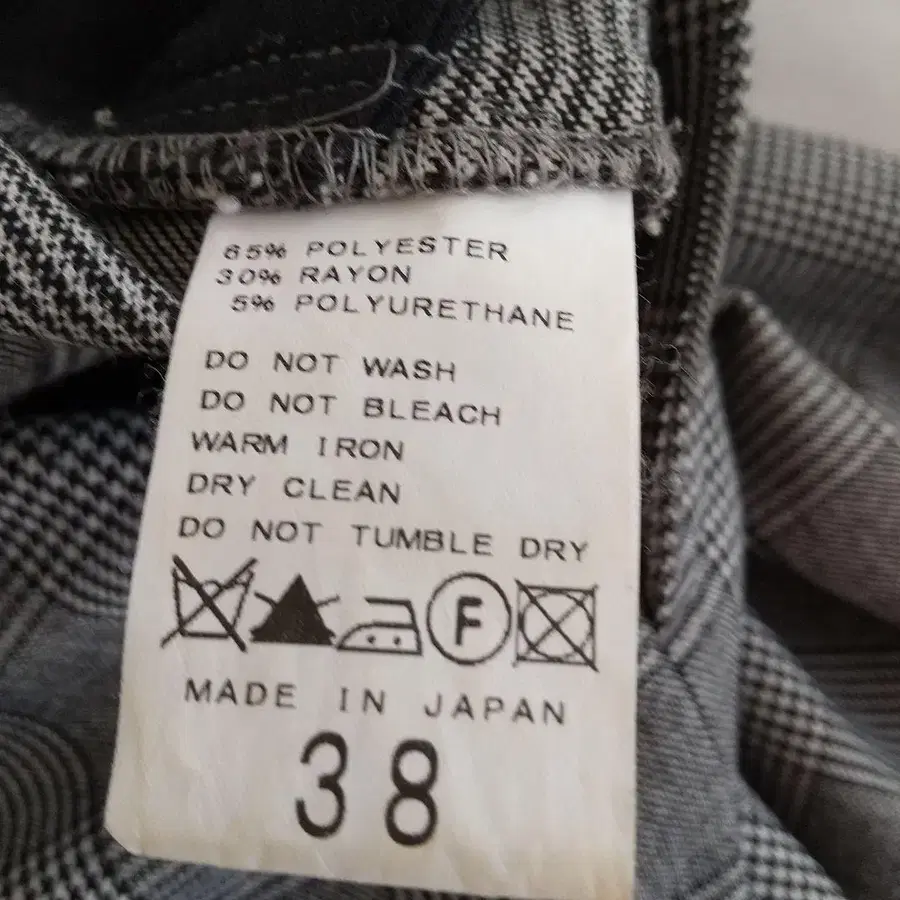 65% POLYESTER
30% RAYON
5% POLYURETHANE
DO NOT WASH
DO NOT BLEACH
WARM IRON
DRY CLEAN
DO NOT TUMBLE DRY
F
MADE IN JAPAN
38